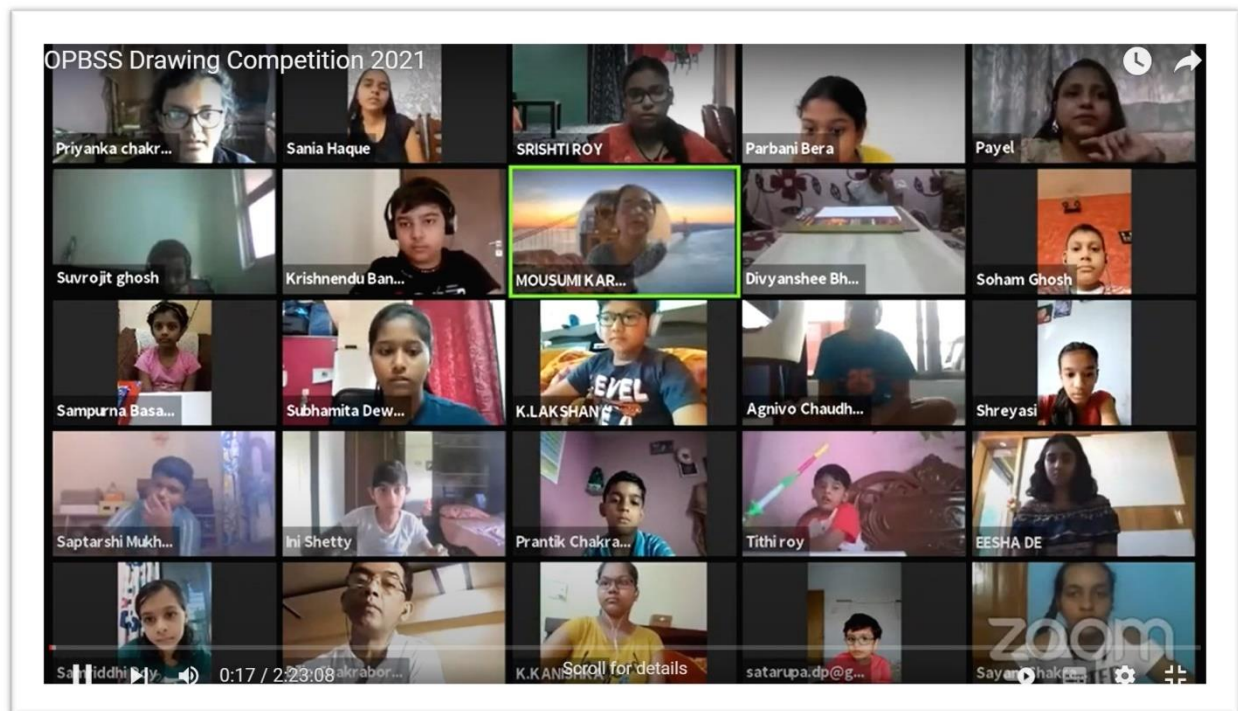 OPBSS Drawing Competition 2021
Priyanka chakr...
Sania Haque
SRISHTI ROY
Parbani Bera
Payel
Suvrojit ghosh
Krishnendu Ban...
MOUSUMI KAR...
Divyanshee Bh...
Soham Ghosh
Sampurna Basa...
Subhamita Dew...
K.LAKSHAN
EVEL
Agnivo Chaudh...
Shreyasi
Saptarshi Mukh...
Ini Shetty
Prantik Chakra...
Tithi roy
EESHA DE
zoom
0:17 / 2:23:08
Scroll for details
satarupa.dp@g...